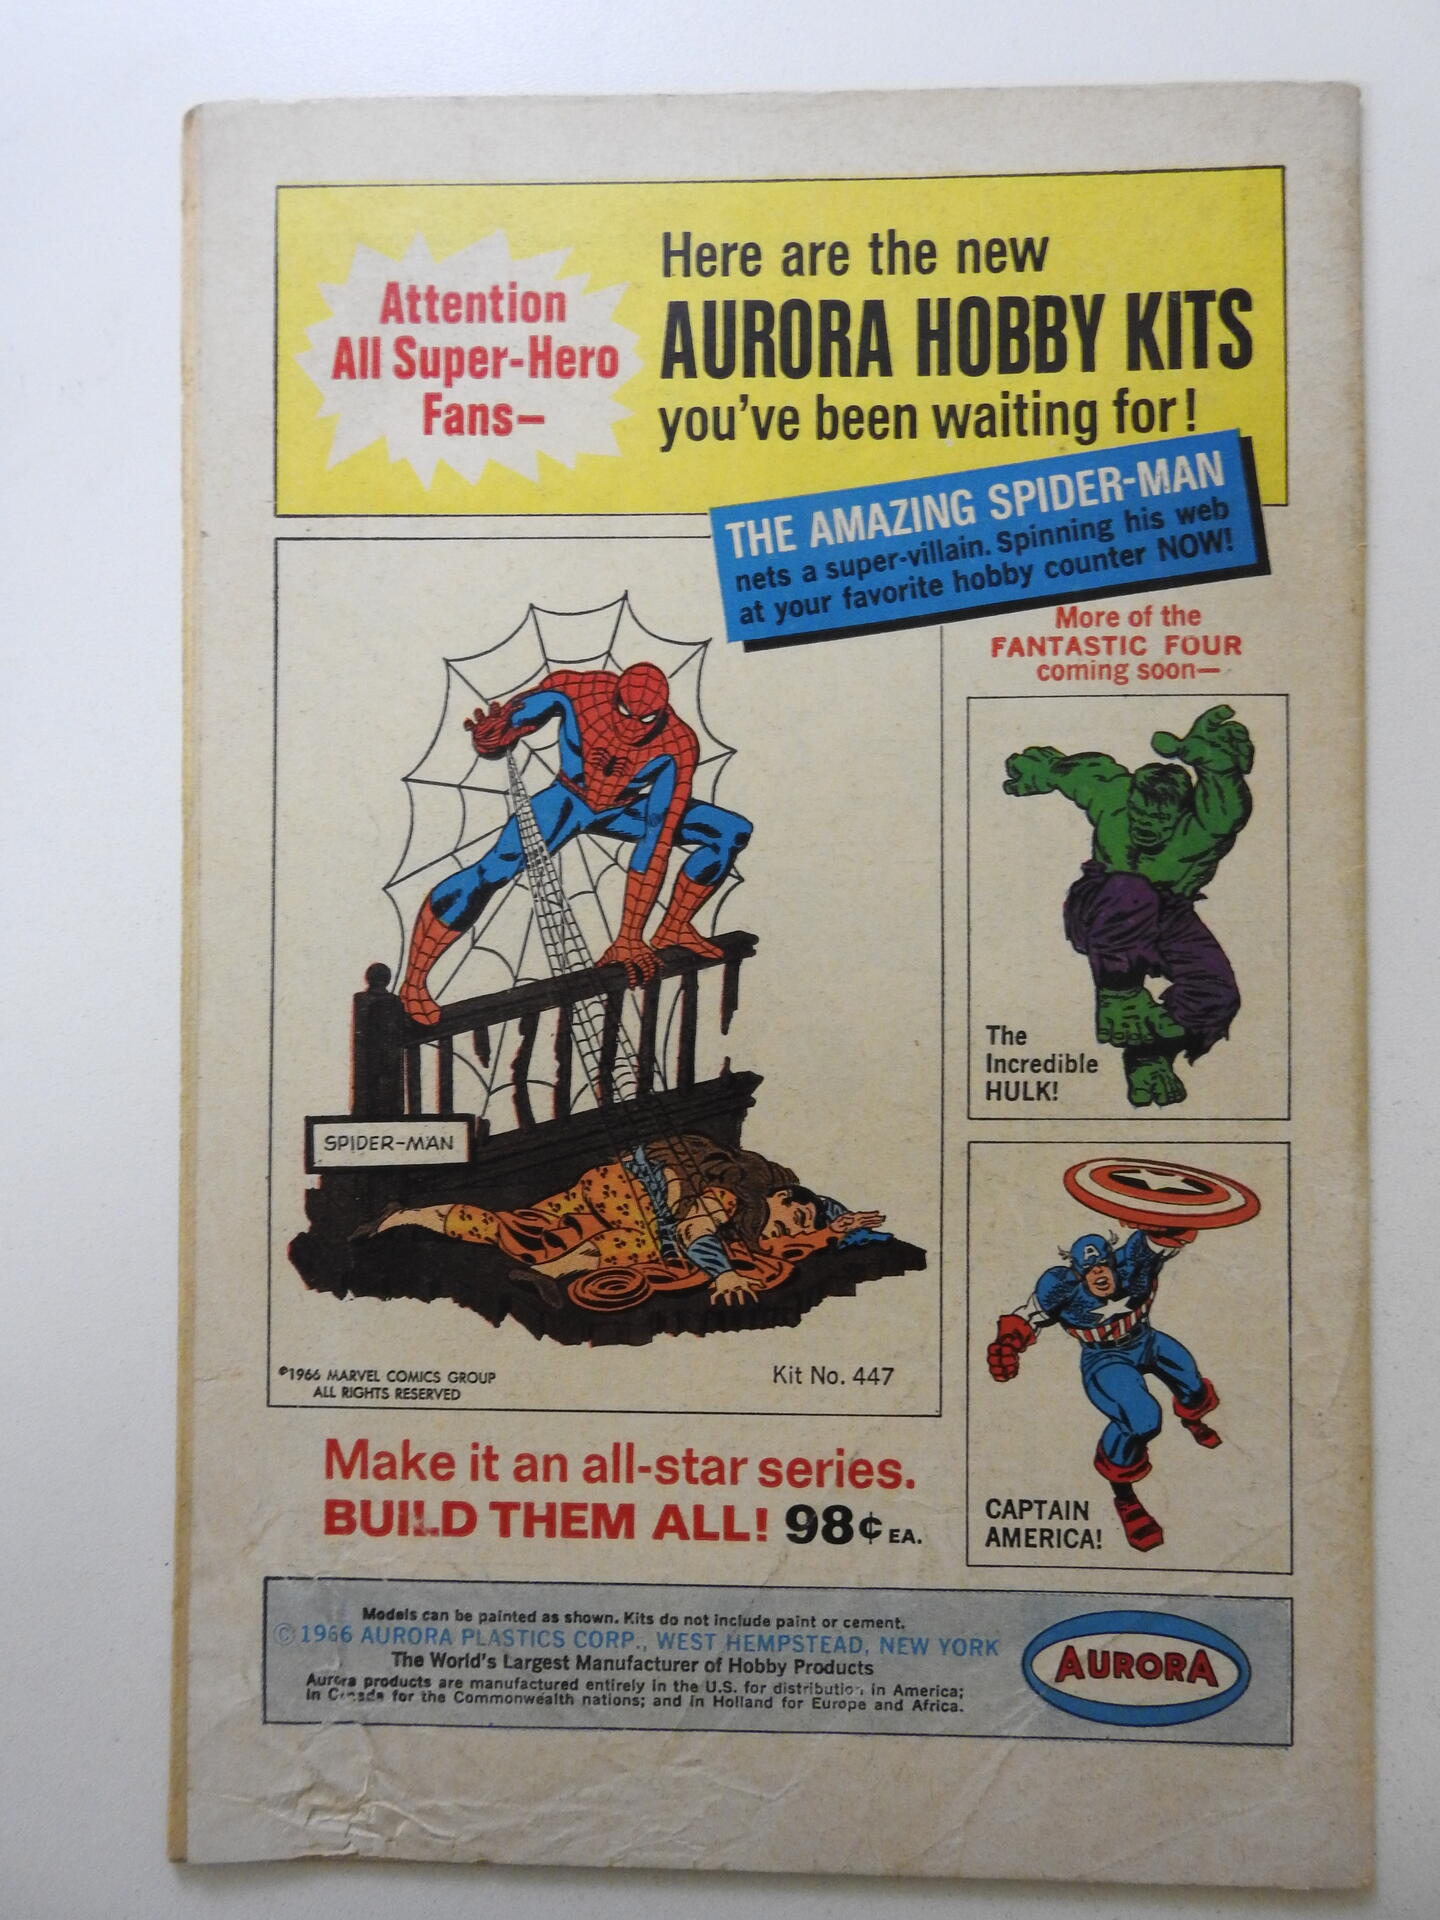 Attention
All Super-Hero
Fans—
Here are the new
AURORA HOBBY KITS
you've been waiting for!
THE AMAZING SPIDER-MAN
nets a super-villain. Spinning his web
at your favorite hobby counter NOW!
More of the
FANTASTIC FOUR
coming soon—
The
Incredible
HULK!
SPIDER-MAN
©1966 MARVEL COMICS GROUP
ALL RIGHTS RESERVED
Kit No. 447
A
CAPTAIN
AMERICA!
Make it an all-star series.
BUILD THEM ALL! 98¢ EA.
Models can be painted as shown. Kits do not include paint or cement.
©1966 AURORA PLASTICS CORP., WEST HEMPSTEAD, NEW YORK
The World's Largest Manufacturer of Hobby Products
Aurora products are manufactured entirely in the U.S. for distribution in America;
in Canada for the Commonwealth nations; and in Holland for Europe and Africa.
AURORA